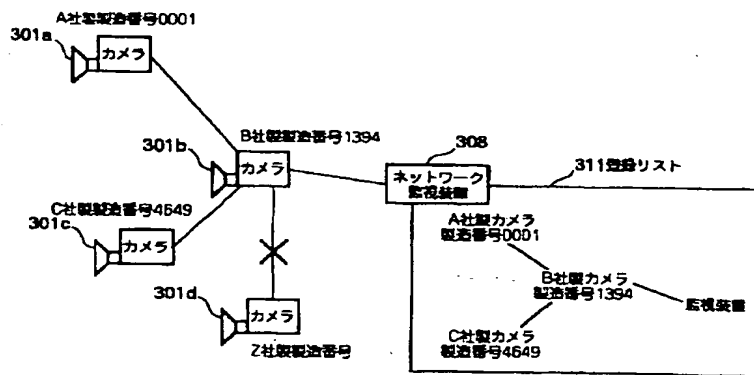 A社製製造番号0001
301a
カメラ
B社製製造番号1394
301b
カメラ
308
ネットワーク
監視装置
311登録リスト
C社製製造番号4649
301c
カメラ
301d
カメラ
Z社製製造番号
A社製カメラ
製造番号0001
B社製カメラ
製造番号1394
監視装置
C社製カメラ
製造番号4649